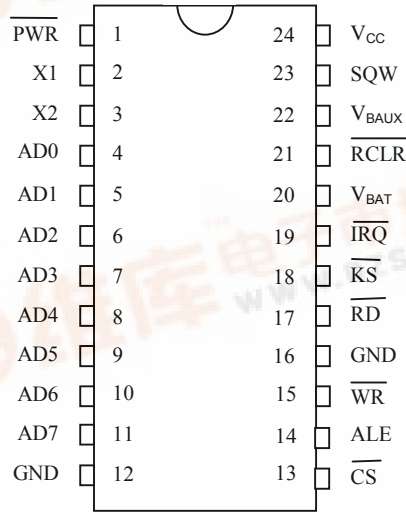 PWR 1 24 VCC
X1 2 23 SQW
X2 3 22 VBAUX
AD0 4 21 RCLR
AD1 5 20 VBAT
AD2 6 19 IRQ
AD3 7 18 KS
AD4 8 17 RD
AD5 9 16 GND
AD6 10 15 WR
AD7 11 14 ALE
GND 12 13 CS